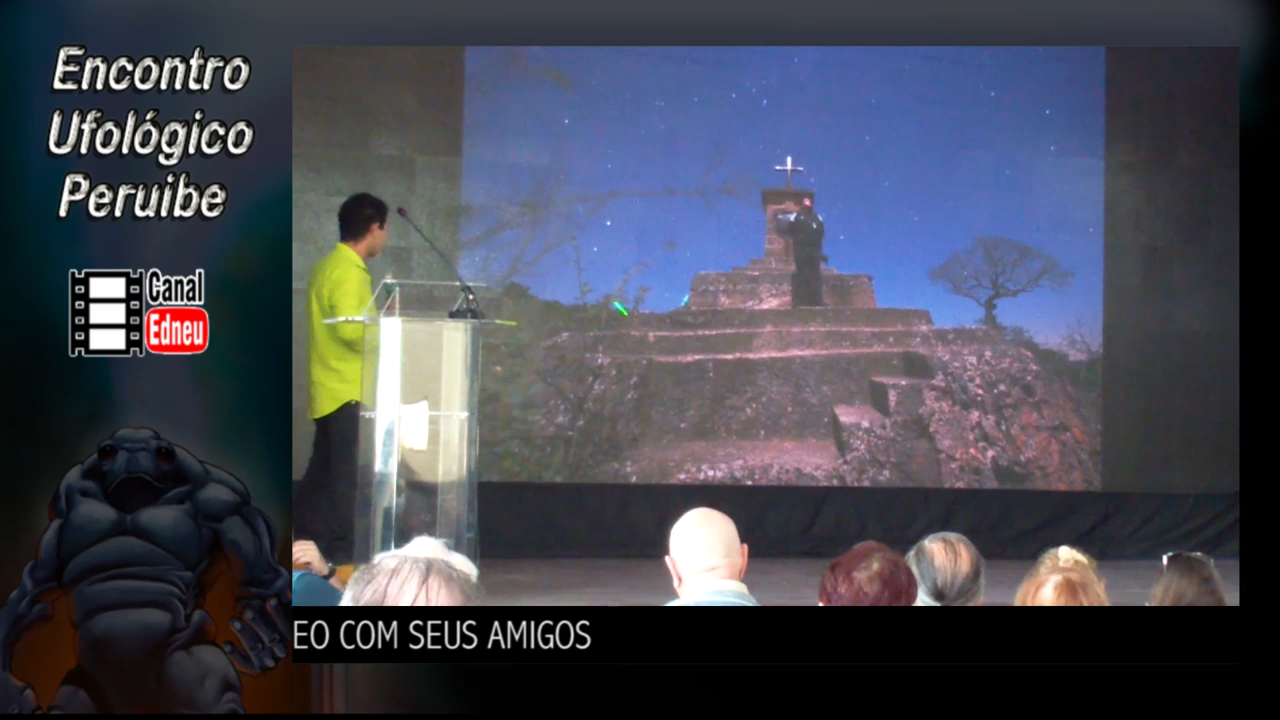 Encontro
Ufológico
Peruibe
Canal
Edneu
EO COM SEUS AMIGOS